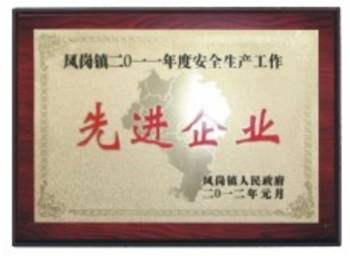 凤岗镇二〇一一年度安全生产工作
先进企业
凤岗镇人民政府
二〇一二年元月